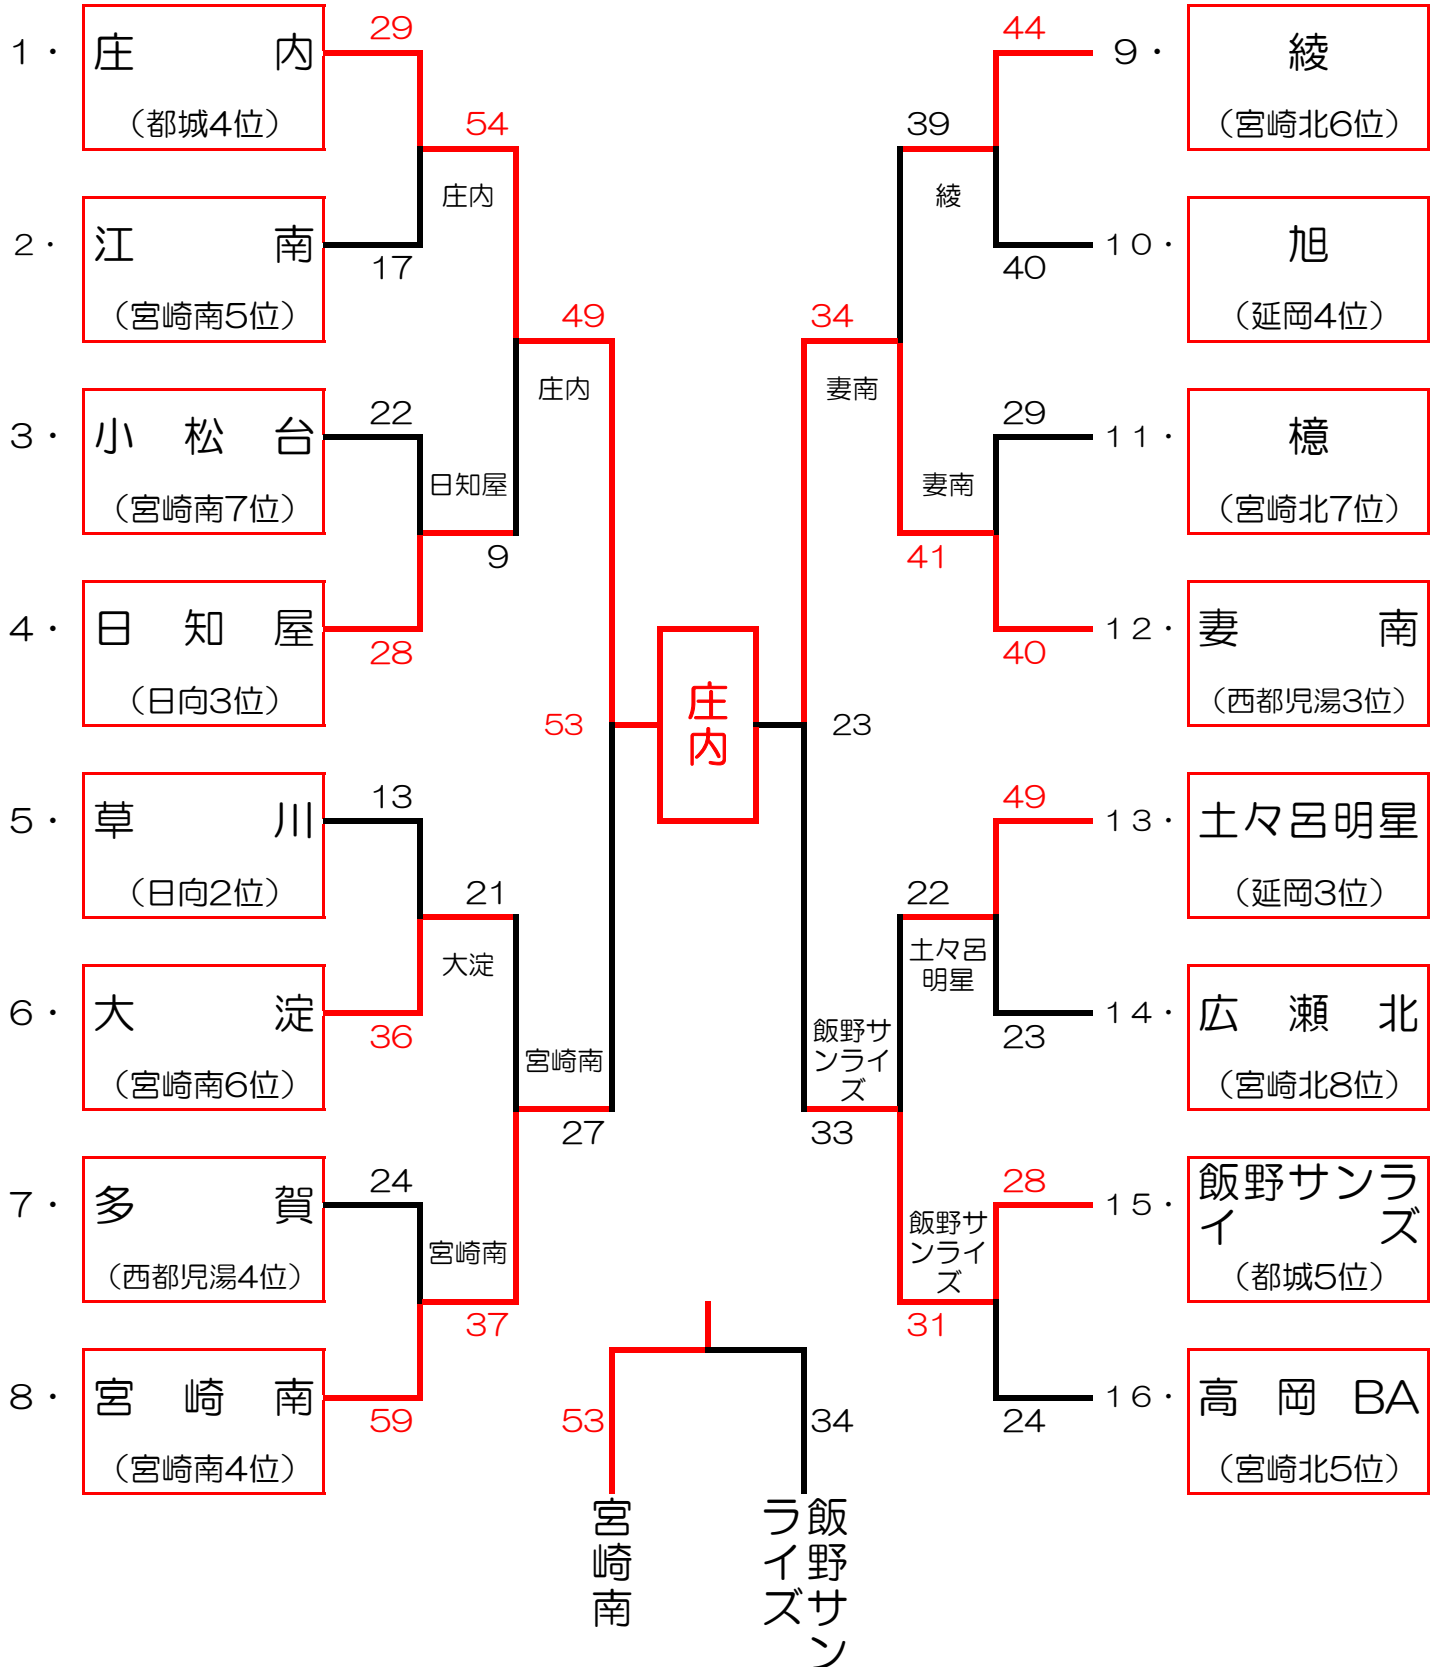 1・ 庄内
(都城4位)
29
2・ 江南
(宮崎南5位)
17
54
庄内
3・ 小松台
(宮崎南7位)
22
4・ 日知屋
(日向3位)
28
日知屋
9
49
庄内
5・ 草川
(日向2位)
13
6・ 大淀
(宮崎南6位)
36
21
大淀
7・ 多賀
(西都児湯4位)
24
8・ 宮崎南
(宮崎南4位)
59
宮崎南
37
宮崎南
27
53
庄内
23
44
9・ 綾
(宮崎北6位)
40
10・ 旭
(延岡4位)
39
綾
29
11・ 檍
(宮崎北7位)
40
12・ 妻南
(西都児湯3位)
妻南
41
34
妻南
49
13・ 土々呂明星
(延岡3位)
23
14・ 広瀬北
(宮崎北8位)
22
土々呂
明星
28
15・ 飯野サンラ
イズ
(都城5位)
24
16・ 高岡BA
(宮崎北5位)
飯野サ
ンライ
ズ
31
飯野サ
ンライ
ズ
33
53
34
宮崎南
飯野サン
ライズ